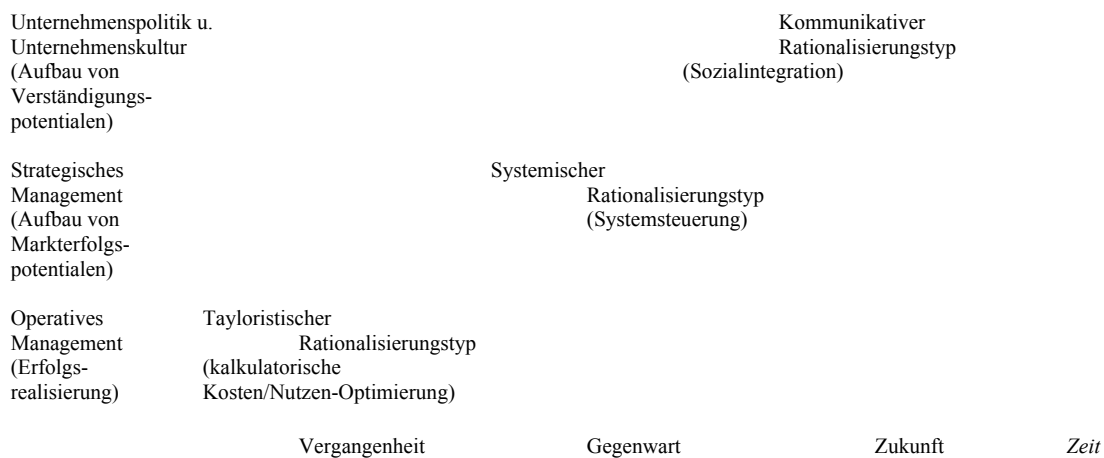 Unternehmenspolitik u. Kommunikativer
Unternehmenskultur Rationalisierungstyp
(Aufbau von (Sozialintegration)
Verständigungs-
potentialen)
Strategisches Systemischer
Management Rationalisierungstyp
(Aufbau von (Systemsteuerung)
Markterfolgs-
potentialen)
Operatives Tayloristischer
Management Rationalisierungstyp
(Erfolgs- (kalkulatorische
realisierung) Kosten/Nutzen-Optimierung)
Vergangenheit Gegenwart Zukunft Zeit